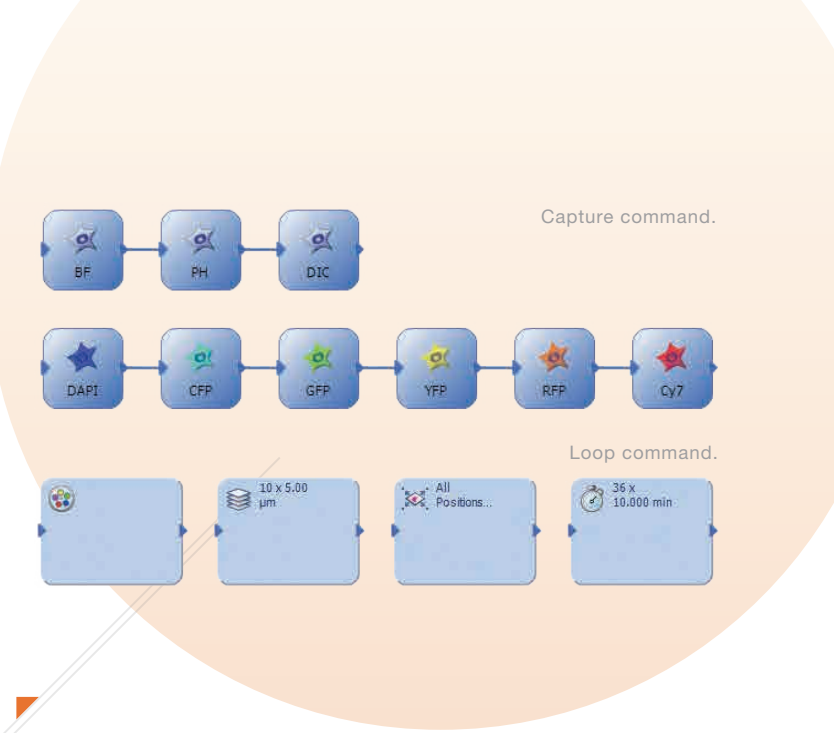 Capture command.
BF
PH
DIC
DAPI
CFP
GFP
YFP
RFP
Cy7
Loop command.
10 x 5.00
µm
All
Positions...
36 x
10.000 min